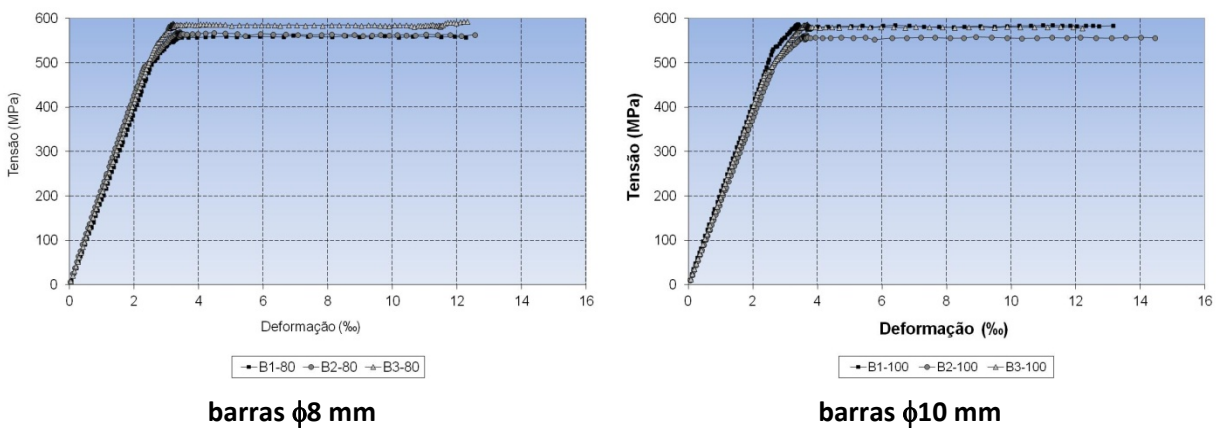 600
500
400
300
200
100
0
Tensão (MPa)
0 2 4 6 8 10 12 14 16
Deformação (‰)
B1-80 B2-80 B3-80
barras ϕ8 mm
600
500
400
300
200
100
0
Tensão (MPa)
0 2 4 6 8 10 12 14 16
Deformação (‰)
B1-100 B2-100 B3-100
barras ϕ10 mm